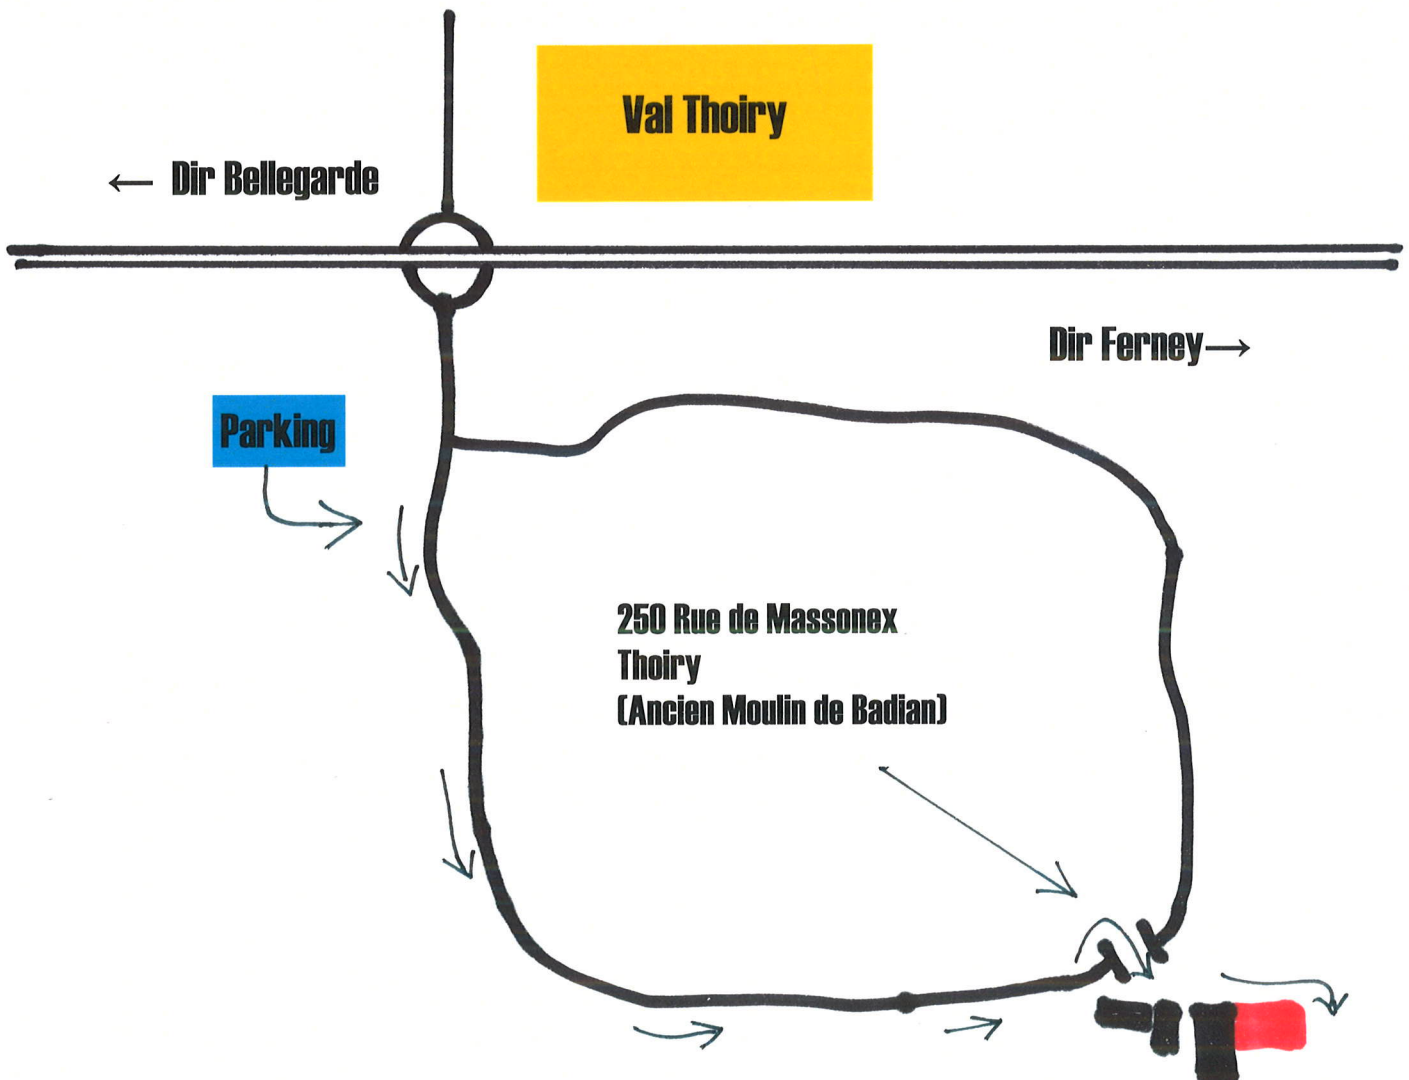 Val Thoiry
← Dir Bellegarde
Dir Ferney→
Parking
250 Rue de Massonex
Thoiry
(Ancien Moulin de Badian)